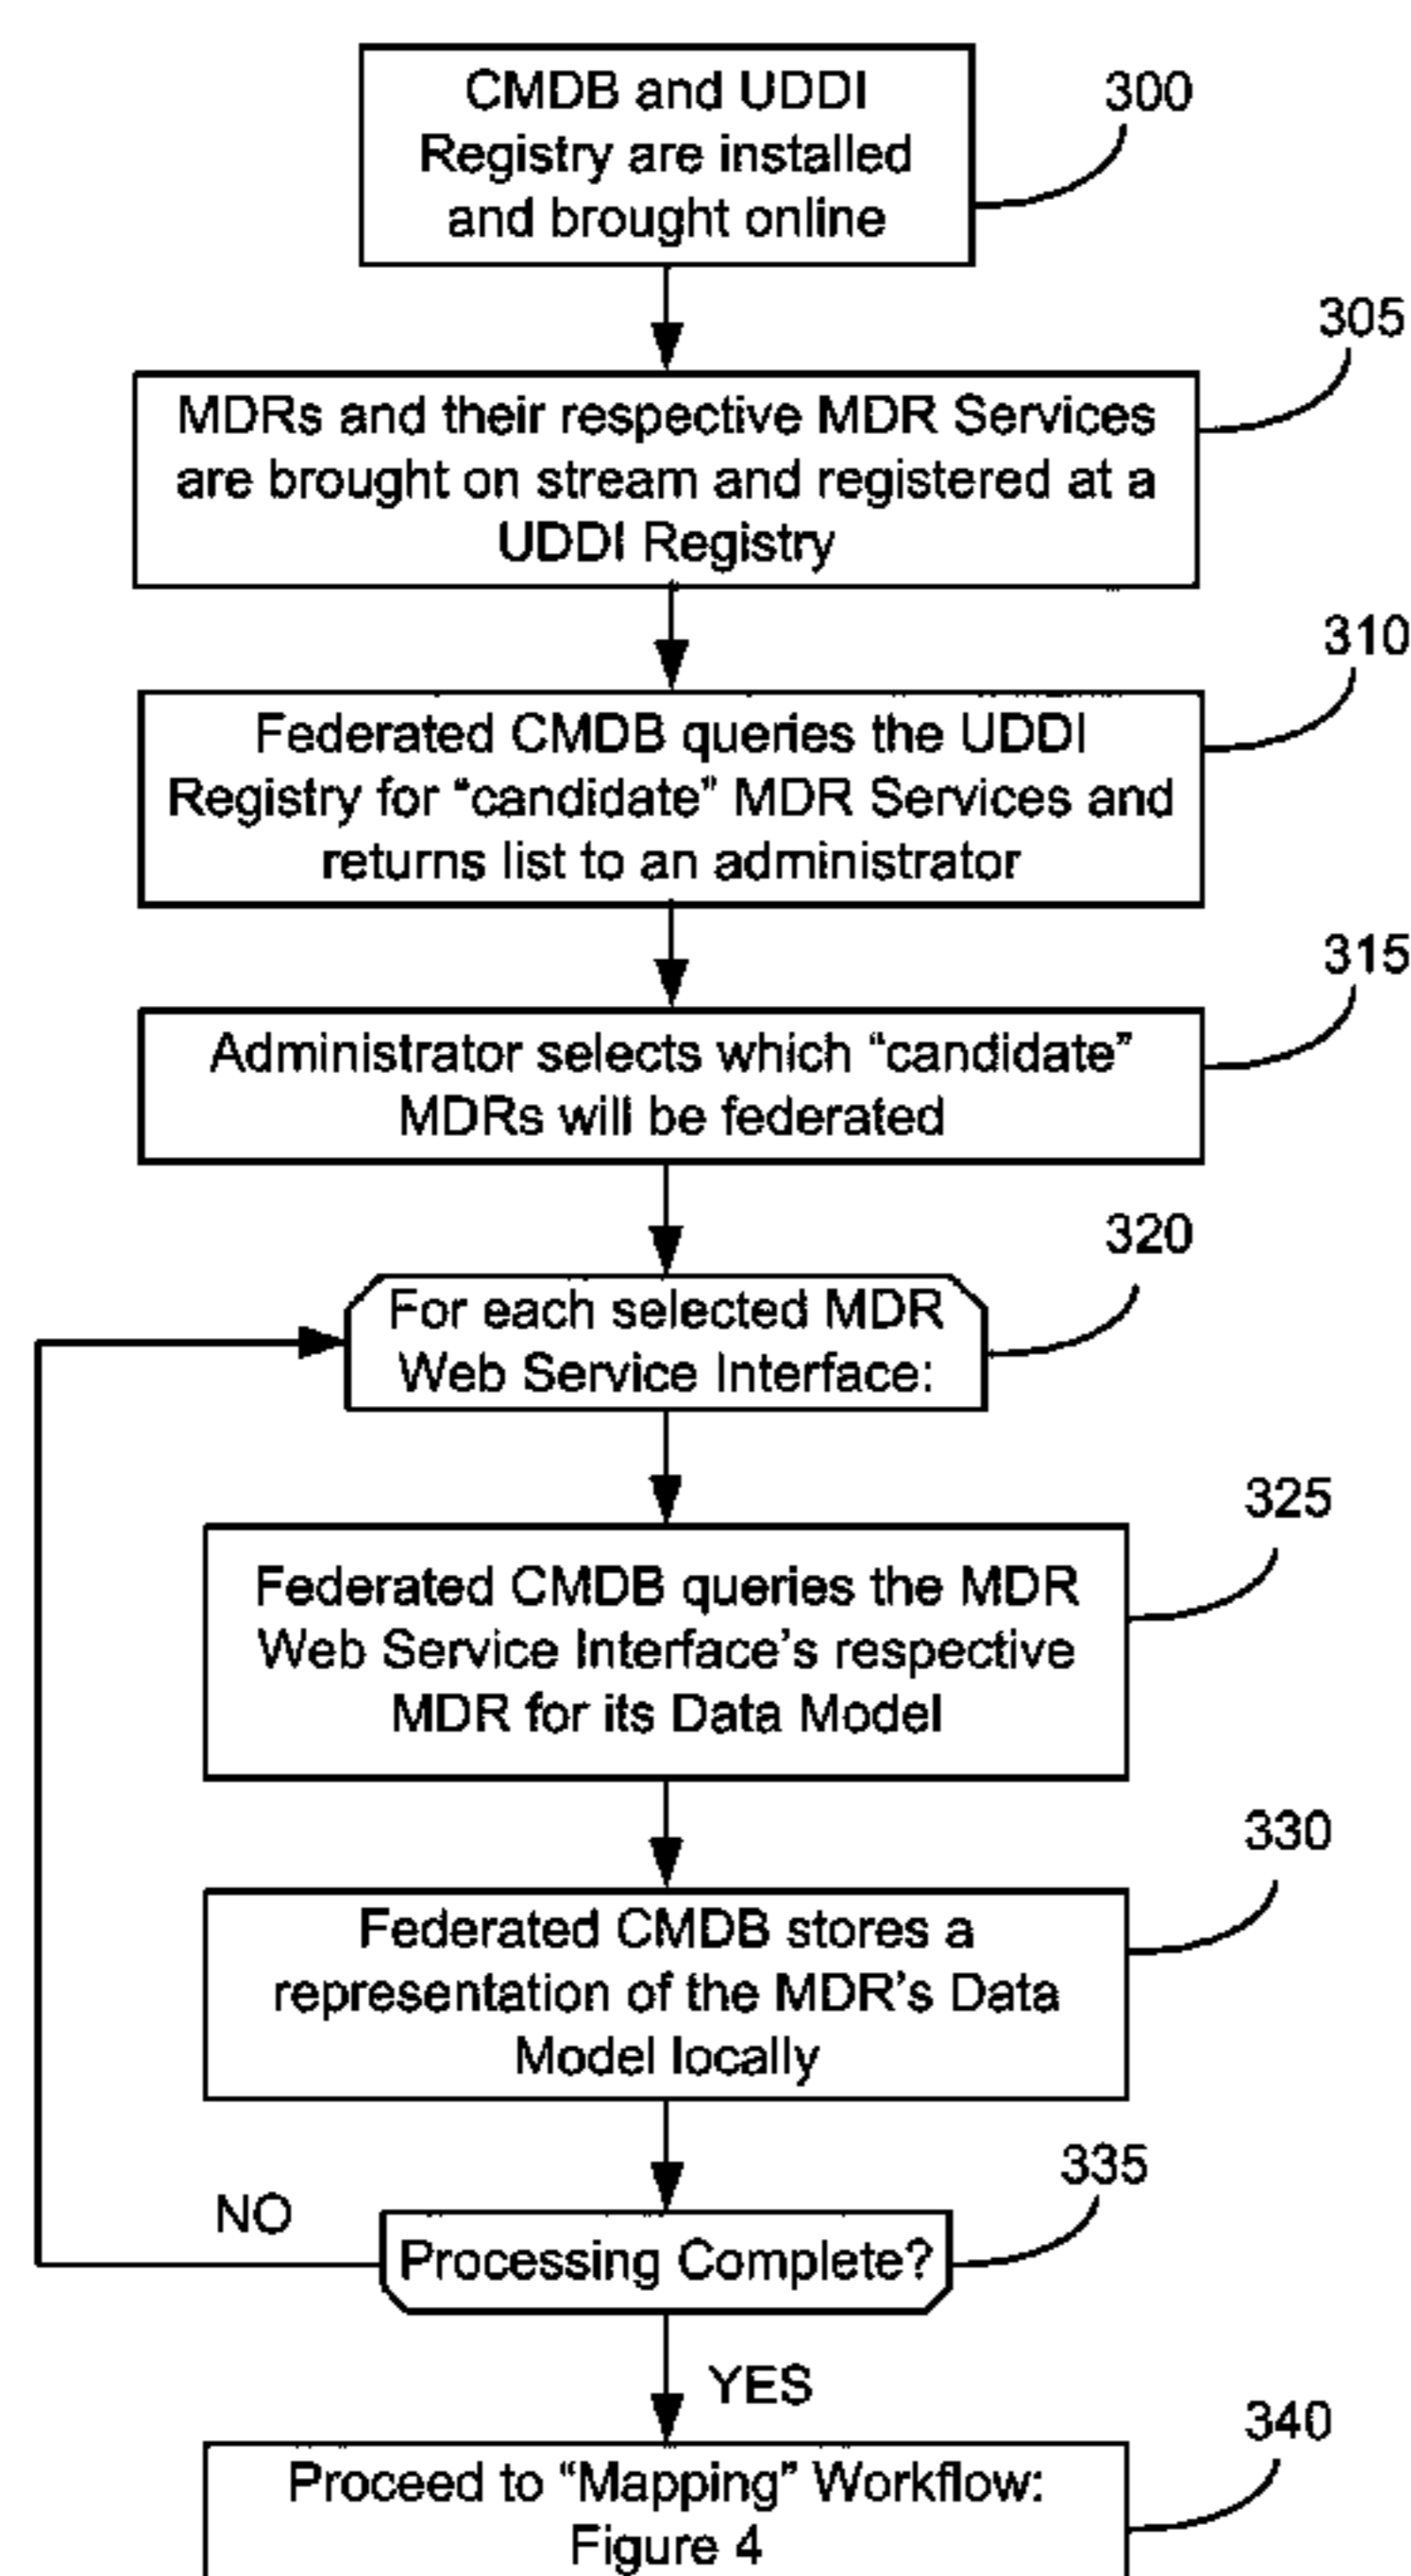 CMDB and UDDI
Registry are installed
and brought online
300
MDRs and their respective MDR Services
are brought on stream and registered at a
UDDI Registry
305
Federated CMDB queries the UDDI
Registry for “candidate” MDR Services and
returns list to an administrator
310
Administrator selects which “candidate”
MDRs will be federated
315
For each selected MDR
Web Service Interface:
320
Federated CMDB queries the MDR
Web Service Interface’s respective
MDR for its Data Model
325
Federated CMDB stores a
representation of the MDR’s Data
Model locally
330
Processing Complete?
335
NO
YES
Proceed to “Mapping” Workflow:
Figure 4
340